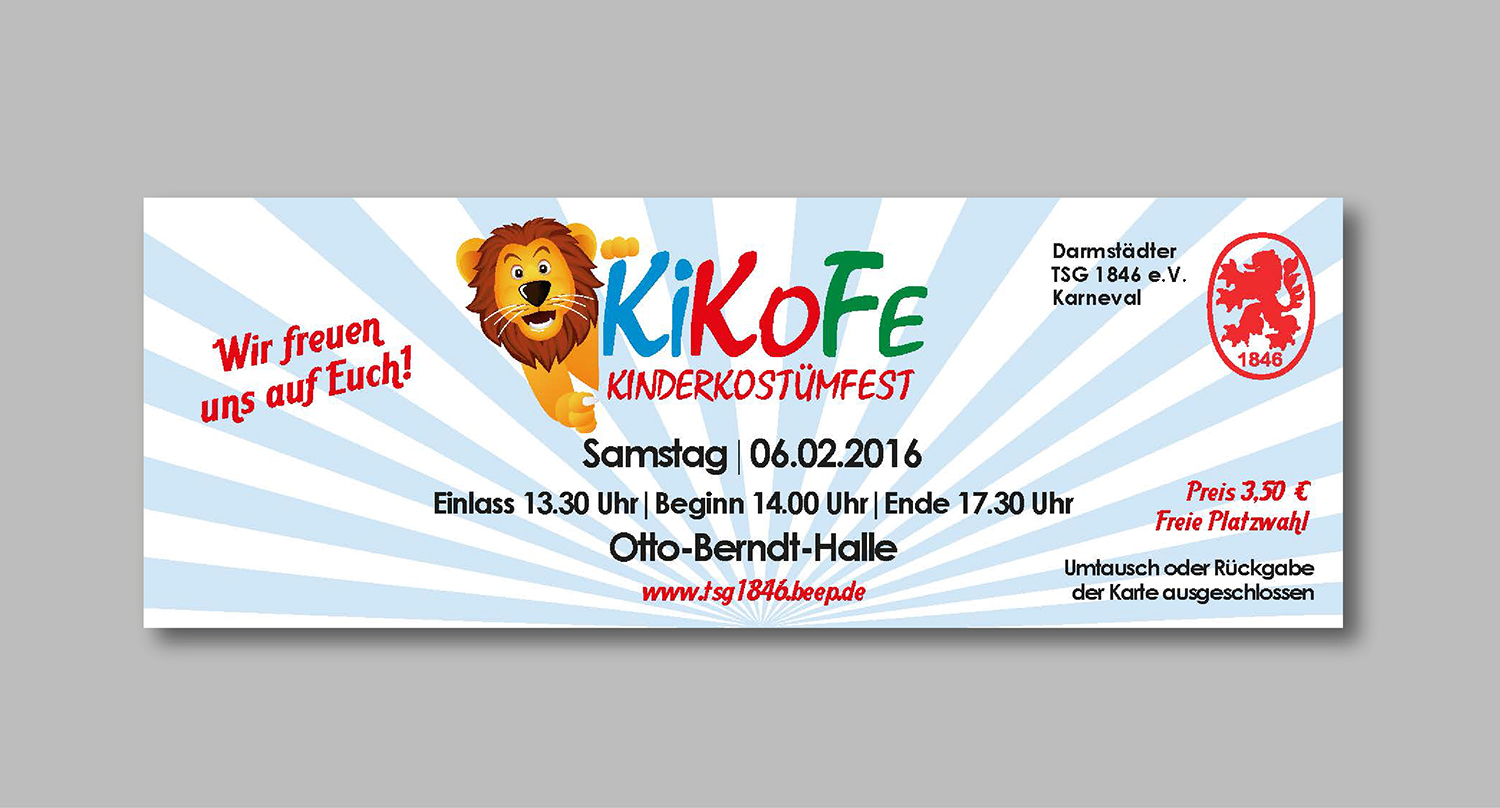 Wir freuen
uns auf Euch!
KiKoFe
KINDERKOSTÜMFEST
Darmstädter
TSG 1846 e.V.
Karneval
1846
Samstag | 06.02.2016
Einlass 13.30 Uhr | Beginn 14.00 Uhr | Ende 17.30 Uhr
Otto-Berndt-Halle
www.tsg1846.beep.de
Preis 3,50 €
Freie Platzwahl
Umtausch oder Rückgabe
der Karte ausgeschlossen